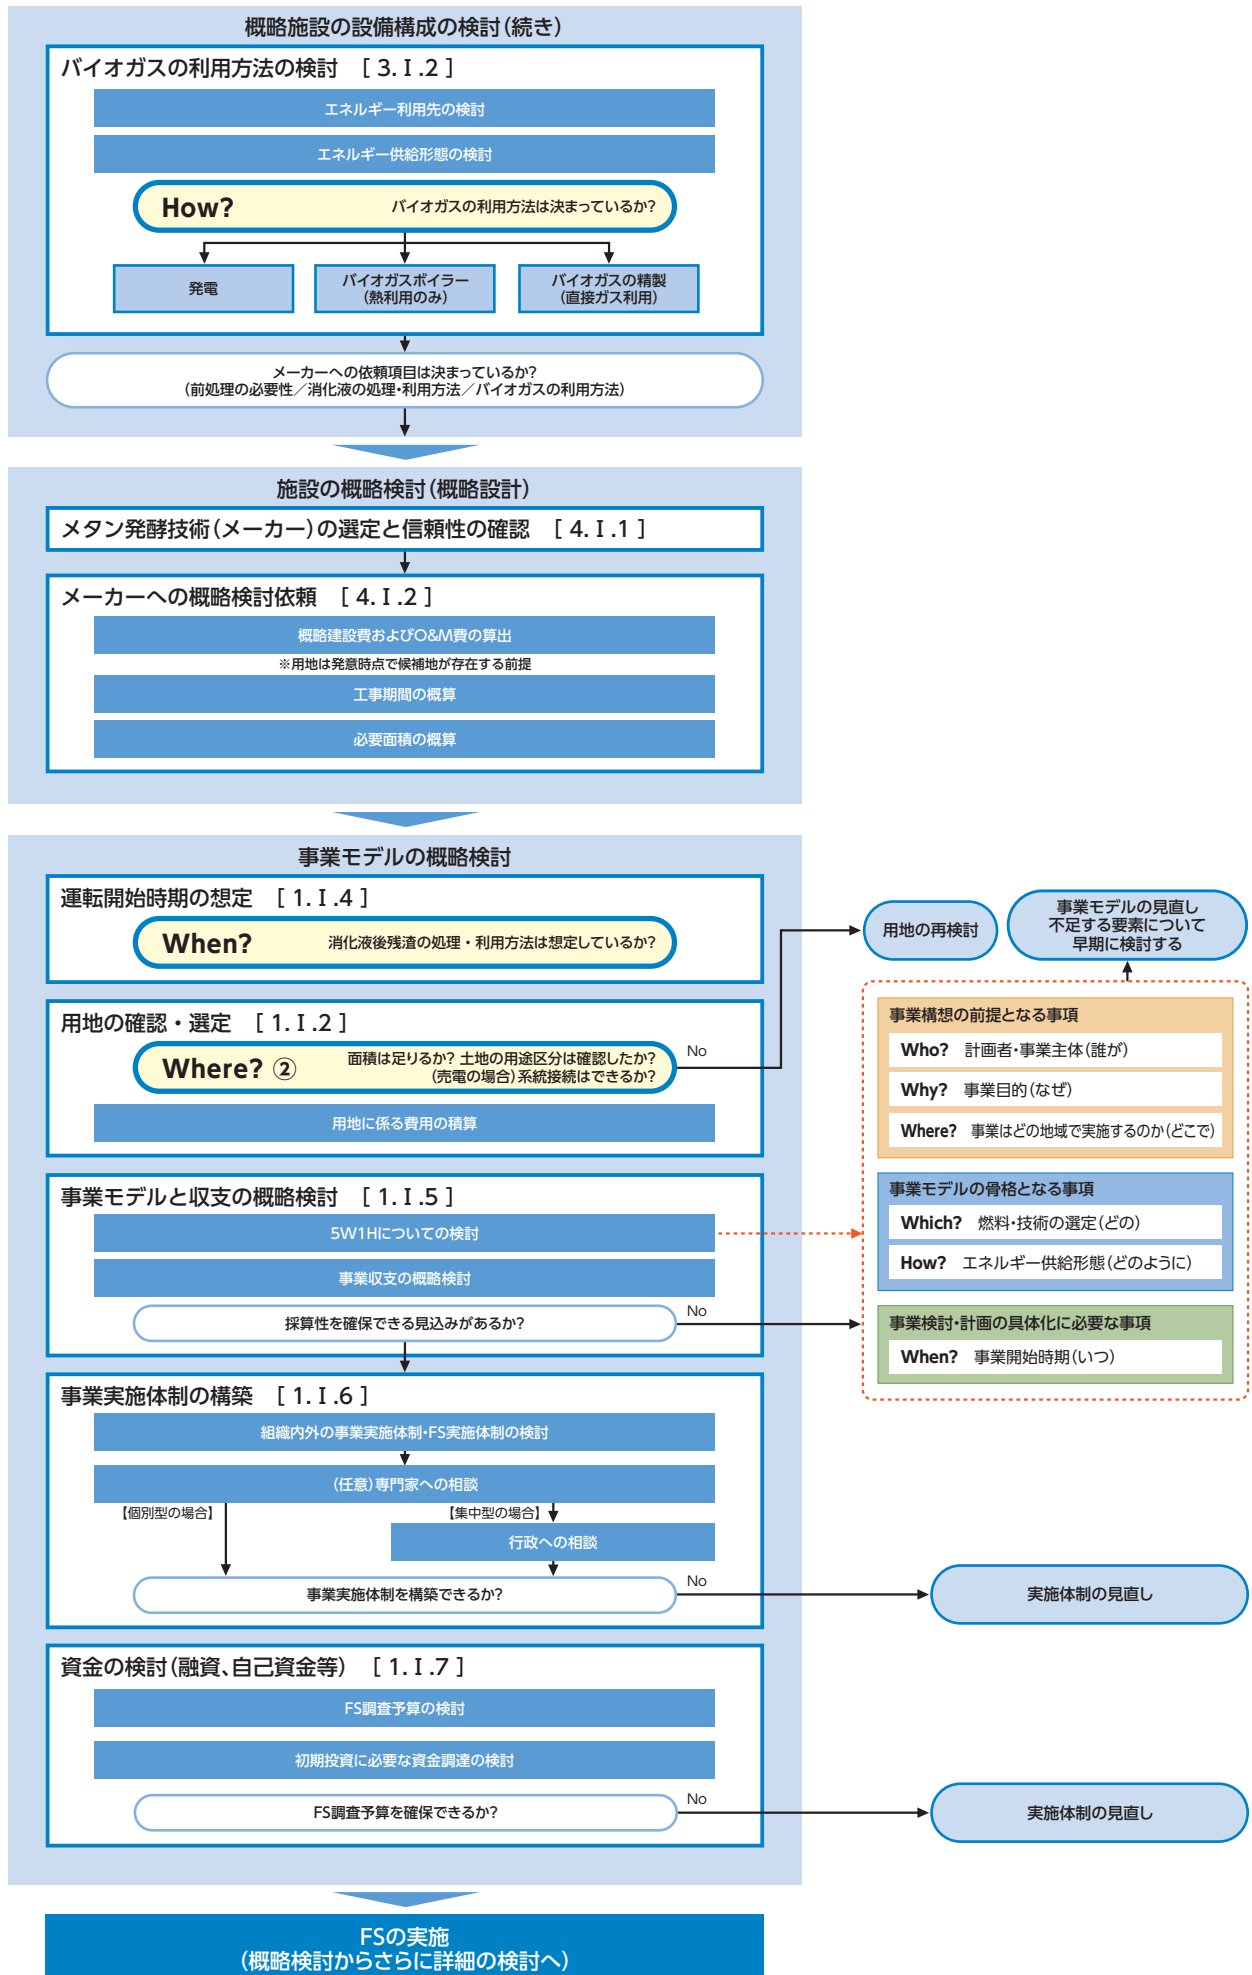 概略施設の設備構成の検討(続き)
バイオガスの利用方法の検討 [ 3. I .2 ]
エネルギー利用先の検討
エネルギー供給形態の検討
How? バイオガスの利用方法は決まっているか?
発電
バイオガスボイラー
(熱利用のみ)
バイオガスの精製
(直接ガス利用)
メーカーへの依頼項目は決まっているか?
(前処理の必要性／消化液の処理・利用方法／バイオガスの利用方法)
施設の概略検討(概略設計)
メタン発酵技術(メーカー)の選定と信頼性の確認 [ 4. I .1 ]
メーカーへの概略検討依頼 [ 4. I .2 ]
概略建設費およびO&M費の算出
※用地は発意時点で候補地が存在する前提
工事期間の概算
必要面積の概算
事業モデルの概略検討
運転開始時期の想定 [ 1. I .4 ]
When? 消化液後残渣の処理・利用方法は想定しているか?
用地の確認・選定 [ 1. I .2 ]
Where? ② 面積は足りるか? 土地の用途区分は確認したか?
(売電の場合)系統接続はできるか?
No
用地に係る費用の積算
用地の再検討
事業モデルの見直し
不足する要素について
早期に検討する
事業モデルと収支の概略検討 [ 1. I .5 ]
5W1Hについての検討
事業収支の概略検討
採算性を確保できる見込みがあるか?
No
事業構想の前提となる事項
Who? 計画者・事業主体(誰が)
Why? 事業目的(なぜ)
Where? 事業はどの地域で実施するのか(どこで)
事業モデルの骨格となる事項
Which? 燃料・技術の選定(どの)
How? エネルギー供給形態(どのように)
事業検討・計画の具体化に必要な事項
When? 事業開始時期(いつ)
事業実施体制の構築 [ 1. I .6 ]
組織内外の事業実施体制・FS実施体制の検討
(任意)専門家への相談
【個別型の場合】
【集中型の場合】
行政への相談
事業実施体制を構築できるか?
No
実施体制の見直し
資金の検討(融資、自己資金等) [ 1. I .7 ]
FS調査予算の検討
初期投資に必要な資金調達の検討
FS調査予算を確保できるか?
No
実施体制の見直し
FSの実施
(概略検討からさらに詳細の検討へ)